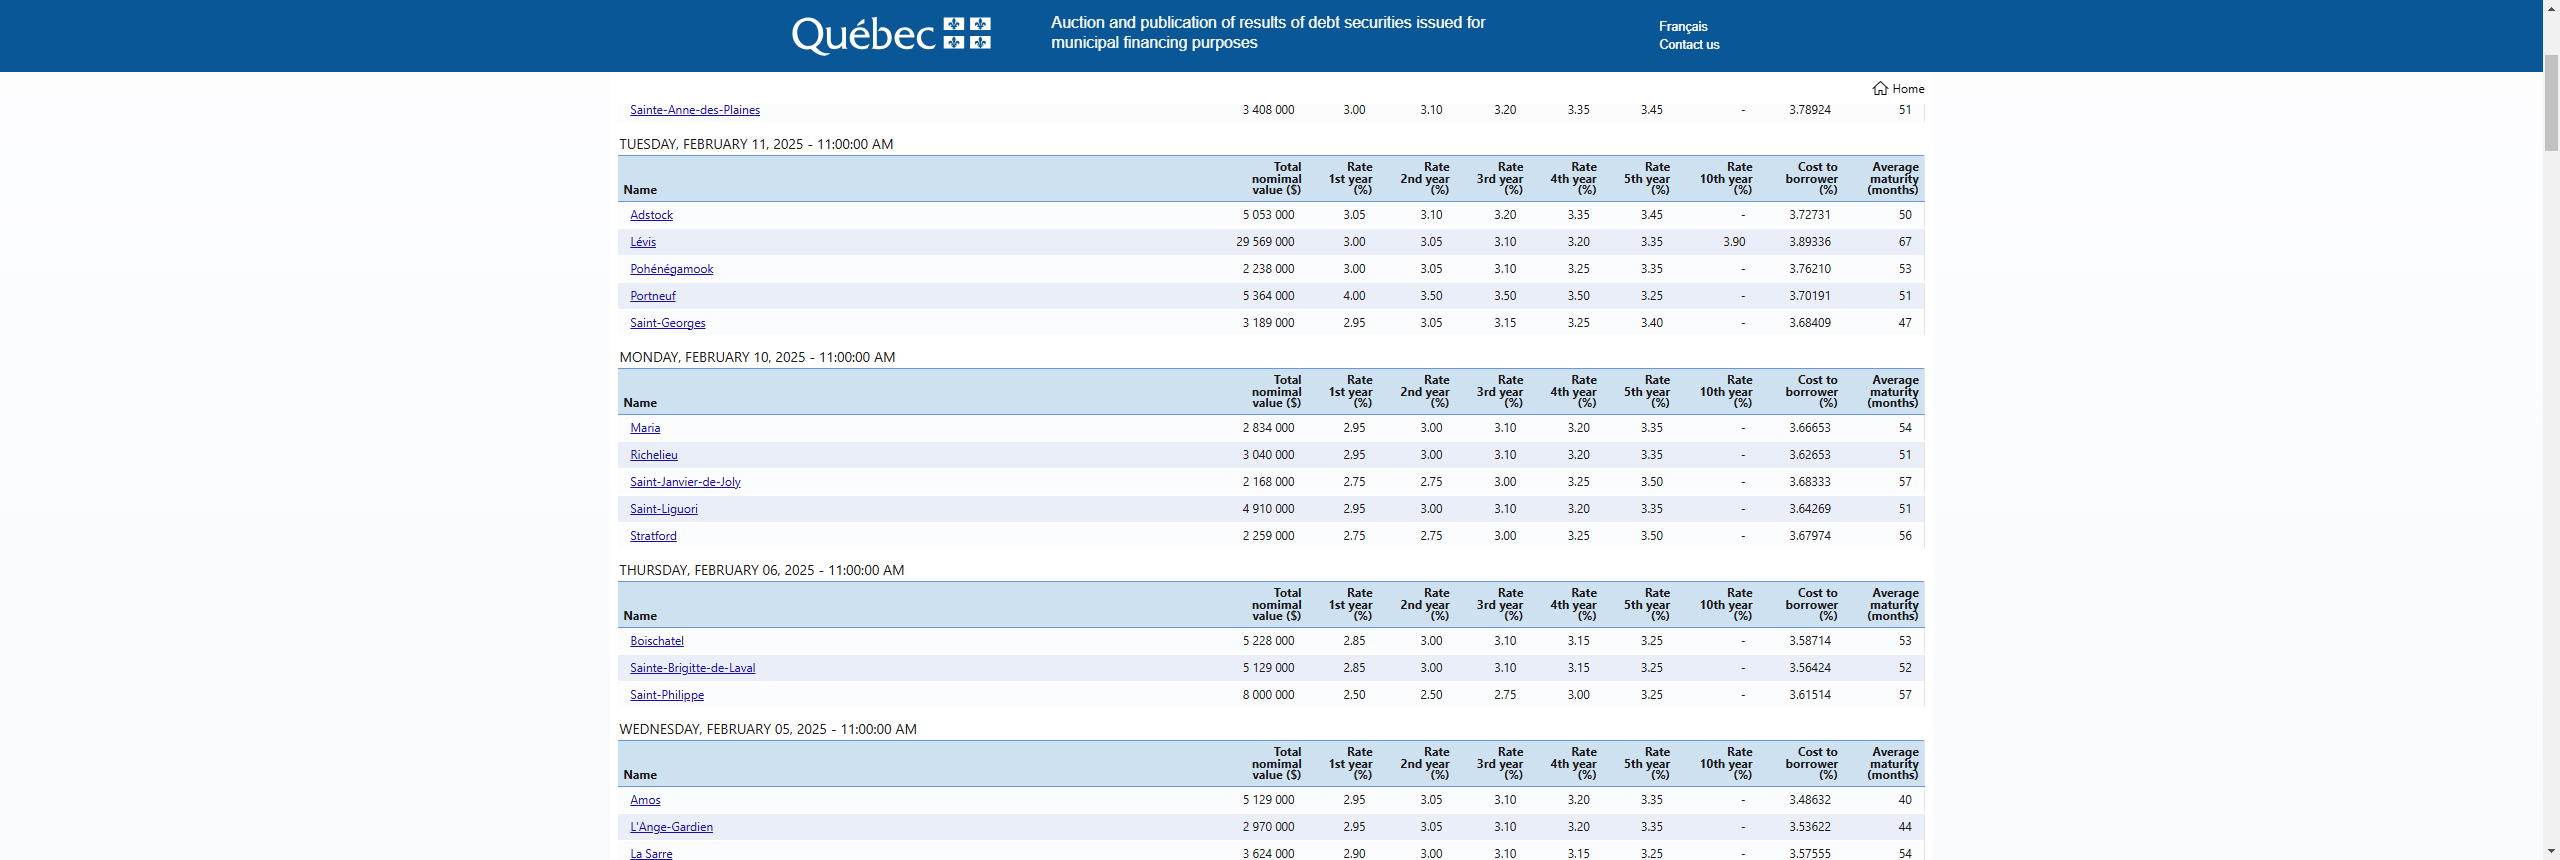 Québec
Auction and publication of results of debt securities issued for
municipal financing purposes
Français
Contact us
Home
Sainte-Anne-des-Plaines 3 408 000 3.00 3.10 3.20 3.35 3.45 - 3.78924 51
TUESDAY, FEBRUARY 11, 2025 - 11:00:00 AM
Name Total nomimal value ($) Rate 1st year (%) Rate 2nd year (%) Rate 3rd year (%) Rate 4th year (%) Rate 5th year (%) Rate 10th year (%) Cost to borrower (%) Average maturity (months)
Adstock 5 053 000 3.05 3.10 3.20 3.35 3.45 - 3.72731 50
Lévis 29 569 000 3.00 3.05 3.10 3.20 3.35 3.90 3.89336 67
Pohénégamook 2 238 000 3.00 3.05 3.10 3.25 3.35 - 3.76210 53
Portneuf 5 364 000 4.00 3.50 3.50 3.50 3.25 - 3.70191 51
Saint-Georges 3 189 000 2.95 3.05 3.15 3.25 3.40 - 3.68409 47
MONDAY, FEBRUARY 10, 2025 - 11:00:00 AM
Name Total nomimal value ($) Rate 1st year (%) Rate 2nd year (%) Rate 3rd year (%) Rate 4th year (%) Rate 5th year (%) Rate 10th year (%) Cost to borrower (%) Average maturity (months)
Maria 2 834 000 2.95 3.00 3.10 3.20 3.35 - 3.66653 54
Richelieu 3 040 000 2.95 3.00 3.10 3.20 3.35 - 3.62653 51
Saint-Janvier-de-Joly 2 168 000 2.75 2.75 3.00 3.25 3.50 - 3.68333 57
Saint-Liguori 4 910 000 2.95 3.00 3.10 3.20 3.35 - 3.64269 51
Stratford 2 259 000 2.75 2.75 3.00 3.25 3.50 - 3.67974 56
THURSDAY, FEBRUARY 06, 2025 - 11:00:00 AM
Name Total nomimal value ($) Rate 1st year (%) Rate 2nd year (%) Rate 3rd year (%) Rate 4th year (%) Rate 5th year (%) Rate 10th year (%) Cost to borrower (%) Average maturity (months)
Boischatel 5 228 000 2.85 3.00 3.10 3.15 3.25 - 3.58714 53
Sainte-Brigitte-de-Laval 5 129 000 2.85 3.00 3.10 3.15 3.25 - 3.56424 52
Saint-Philippe 8 000 000 2.50 2.50 2.75 3.00 3.25 - 3.61514 57
WEDNESDAY, FEBRUARY 05, 2025 - 11:00:00 AM
Name Total nomimal value ($) Rate 1st year (%) Rate 2nd year (%) Rate 3rd year (%) Rate 4th year (%) Rate 5th year (%) Rate 10th year (%) Cost to borrower (%) Average maturity (months)
Amos 5 129 000 2.95 3.05 3.10 3.20 3.35 - 3.48632 40
L'Ange-Gardien 2 970 000 2.95 3.05 3.10 3.20 3.35 - 3.53622 44
La Sarre 3 624 000 2.90 3.00 3.10 3.15 3.25 - 3.57555 54